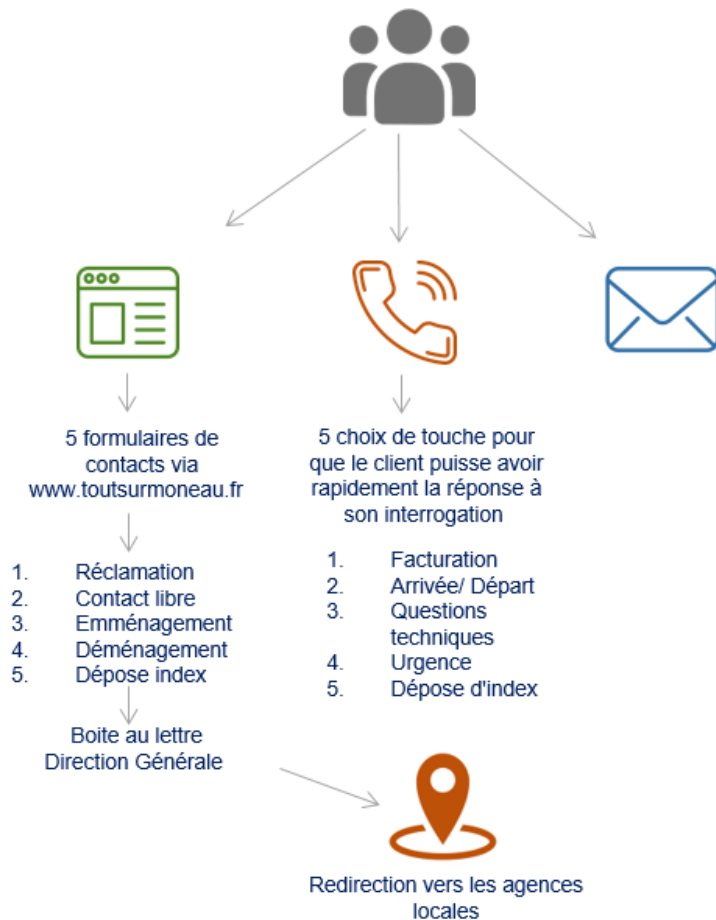 5 formulaires de
contacts via
www.toutsurmoneau.fr
1. Réclamation
2. Contact libre
3. Emménagement
4. Déménagement
5. Dépose index
Boite au lettre
Direction Générale
5 choix de touche pour
que le client puisse avoir
rapidement la réponse à
son interrogation
1. Facturation
2. Arrivée/ Départ
3. Questions
techniques
4. Urgence
5. Dépose d'index
Redirection vers les agences
locales